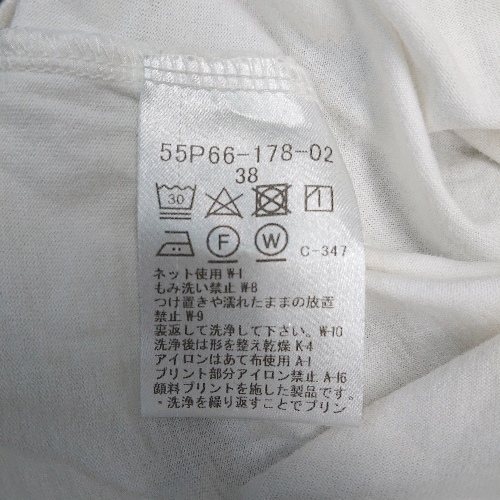 55P66-178-02
38
30
F W C-347
ネット使用 W-1
もみ洗い禁止 W-8
つけ置きや濡れたままの放置
禁止 W-9
裏返して洗浄して下さい。W-10
洗浄後は形を整え乾燥 K-4
アイロンはあて布使用 A-1
プリント部分アイロン禁止 A-16
顔料プリントを施した製品です。
・洗浄を繰り返すことでプリン